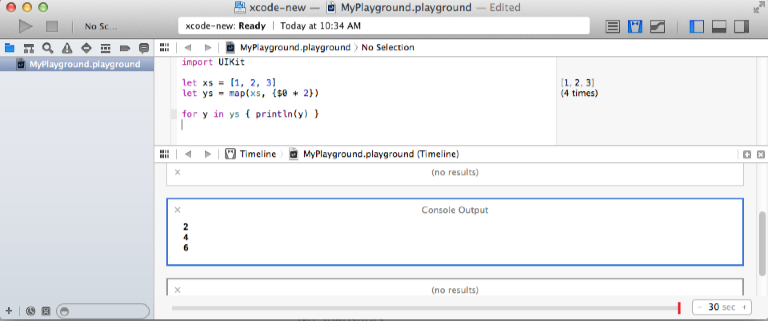 xcode-new — MyPlayground.playground — Edited
No Sc...
xcode-new: Ready | Today at 10:34 AM
MyPlayground.playground
MyPlayground.playground 〉No Selection
import UIKit
let xs = [1, 2, 3]
[1, 2, 3]
let ys = map(xs, {$0 * 2})
(4 times)
for y in ys { println(y) }
Timeline
MyPlayground.playground (Timeline)
(no results)
Console Output
2
4
6
(no results)
- 30 sec +